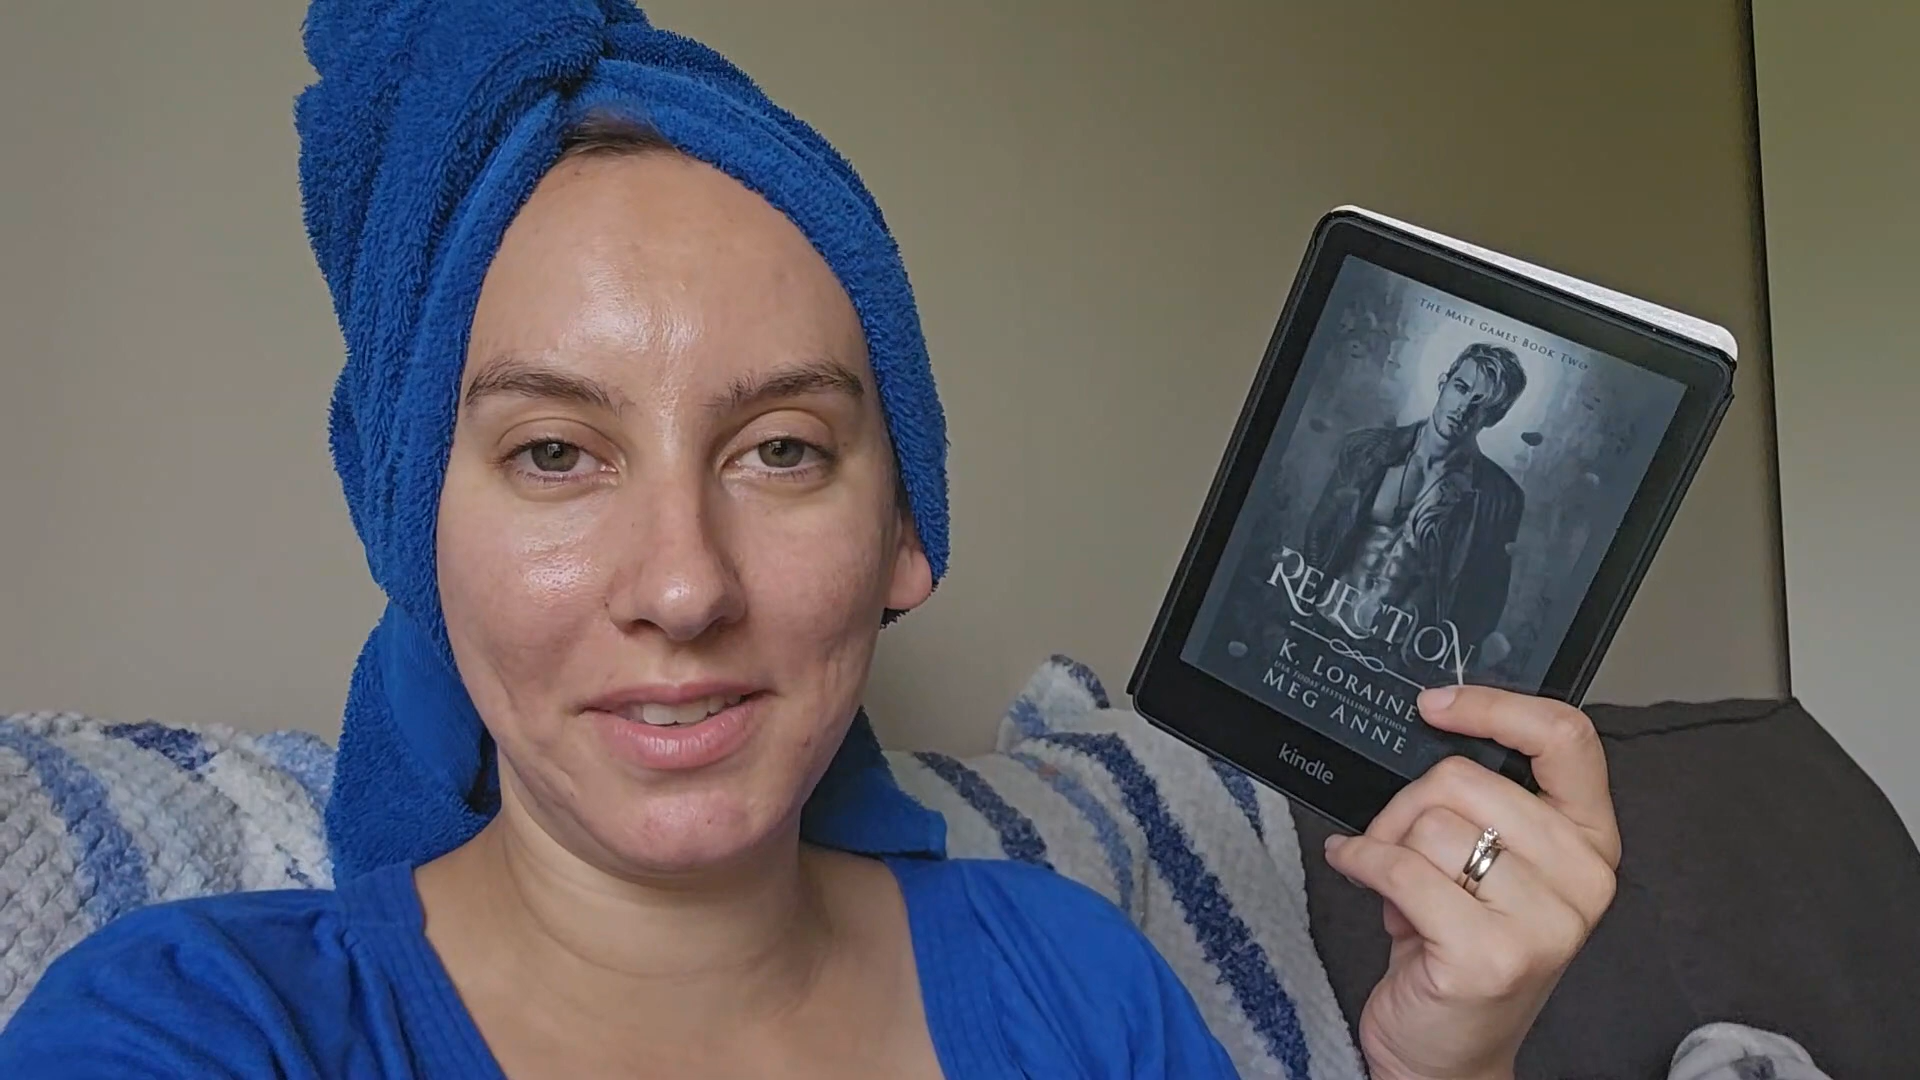 THE MATE GAMES BOOK TWO
REJECTION
K. LORAINE
USA TODAY BESTSELLING AUTHOR
MEG ANNE
kindle